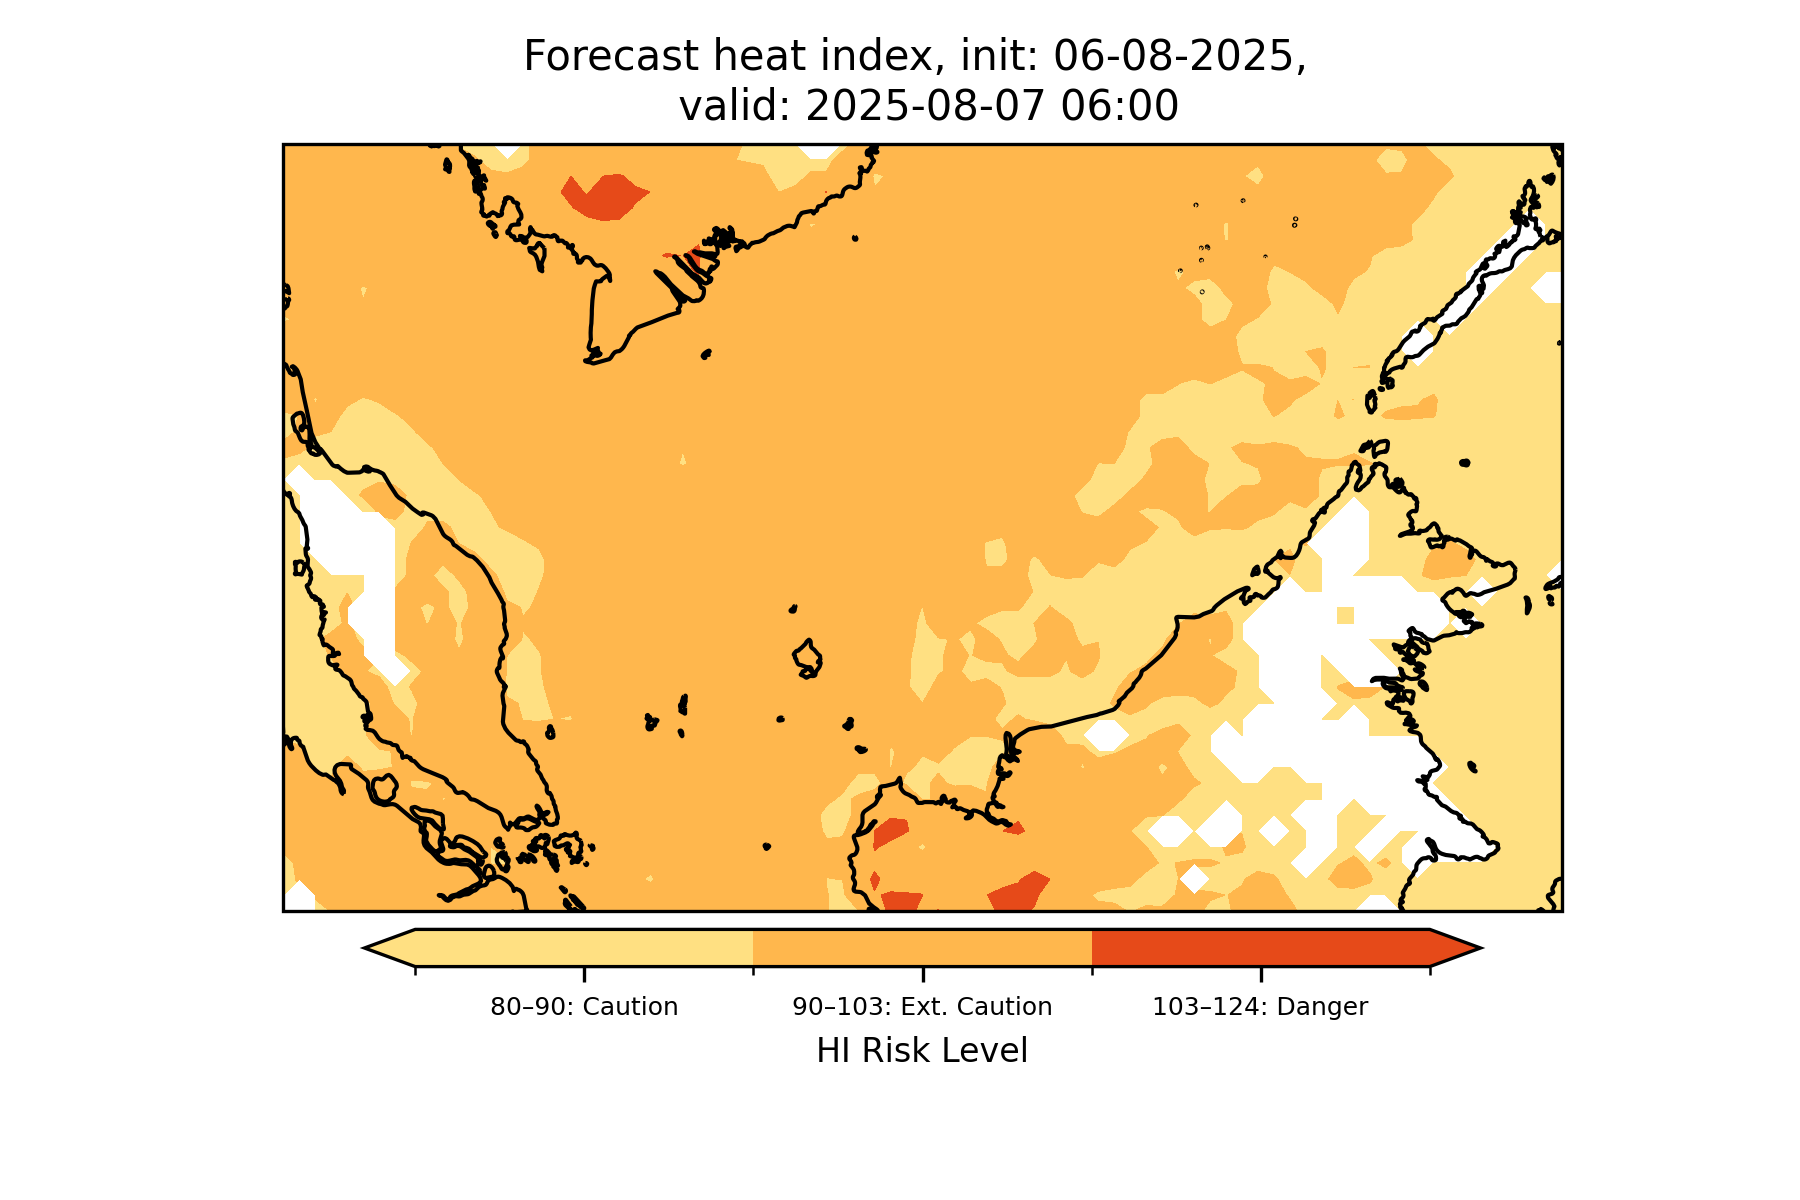 Forecast heat index, init: 06-08-2025,
valid: 2025-08-07 06:00
80–90: Caution
90–103: Ext. Caution
103–124: Danger
HI Risk Level